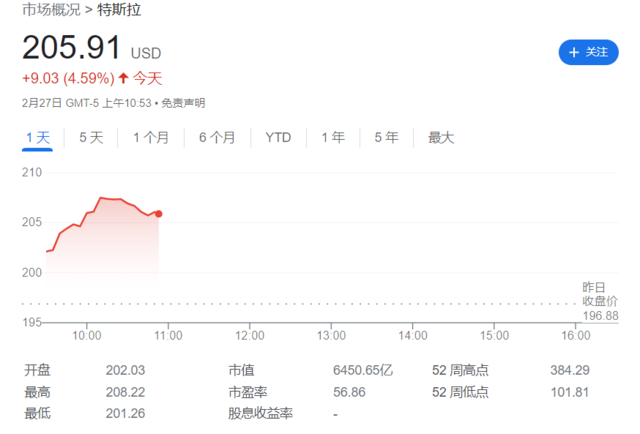 市场概况 > 特斯拉
205.91 USD
+ 关注
+9.03 (4.59%) ↑ 今天
2月27日 GMT-5 上午10:53 • 免责声明
1 天 5 天 1 个月 6 个月 YTD 1 年 5 年 最大
210
205
200
195
昨日
收盘价
196.88
10:00 11:00 12:00 13:00 14:00 15:00 16:00
开盘 202.03 市值 6450.65亿 52 周高点 384.29
最高 208.22 市盈率 56.86 52 周低点 101.81
最低 201.26 股息收益率 -